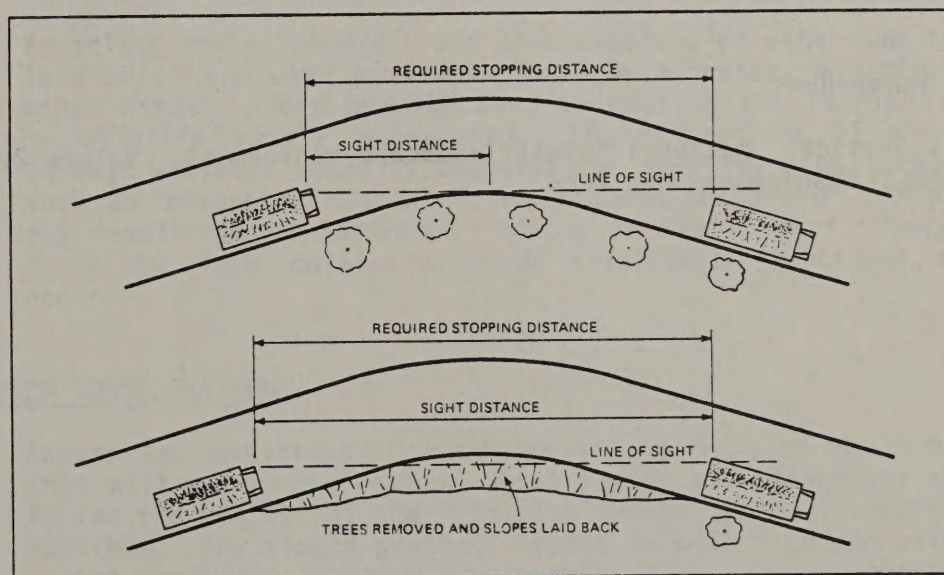 REQUIRED STOPPING DISTANCE
SIGHT DISTANCE
LINE OF SIGHT
REQUIRED STOPPING DISTANCE
SIGHT DISTANCE
LINE OF SIGHT
TREES REMOVED AND SLOPES LAID BACK